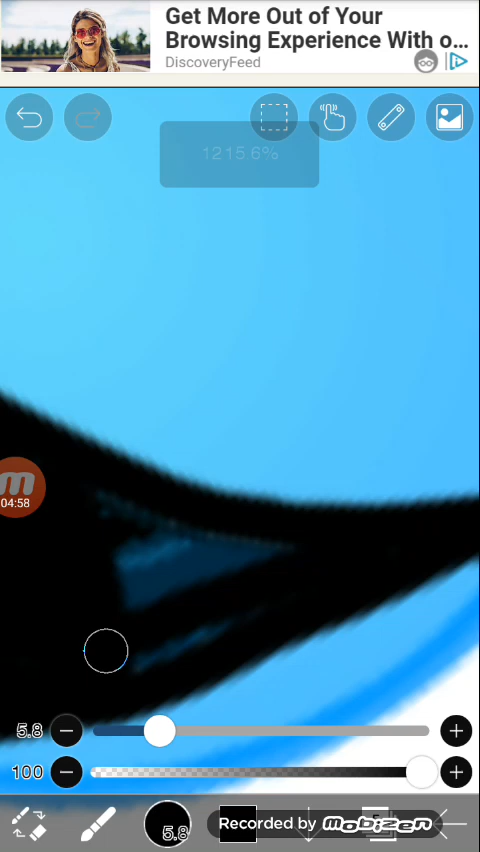 Get More Out of Your
Browsing Experience With o...
DiscoveryFeed
1215.6%
04:58
5.8
100
5.8
Recorded by mobizen